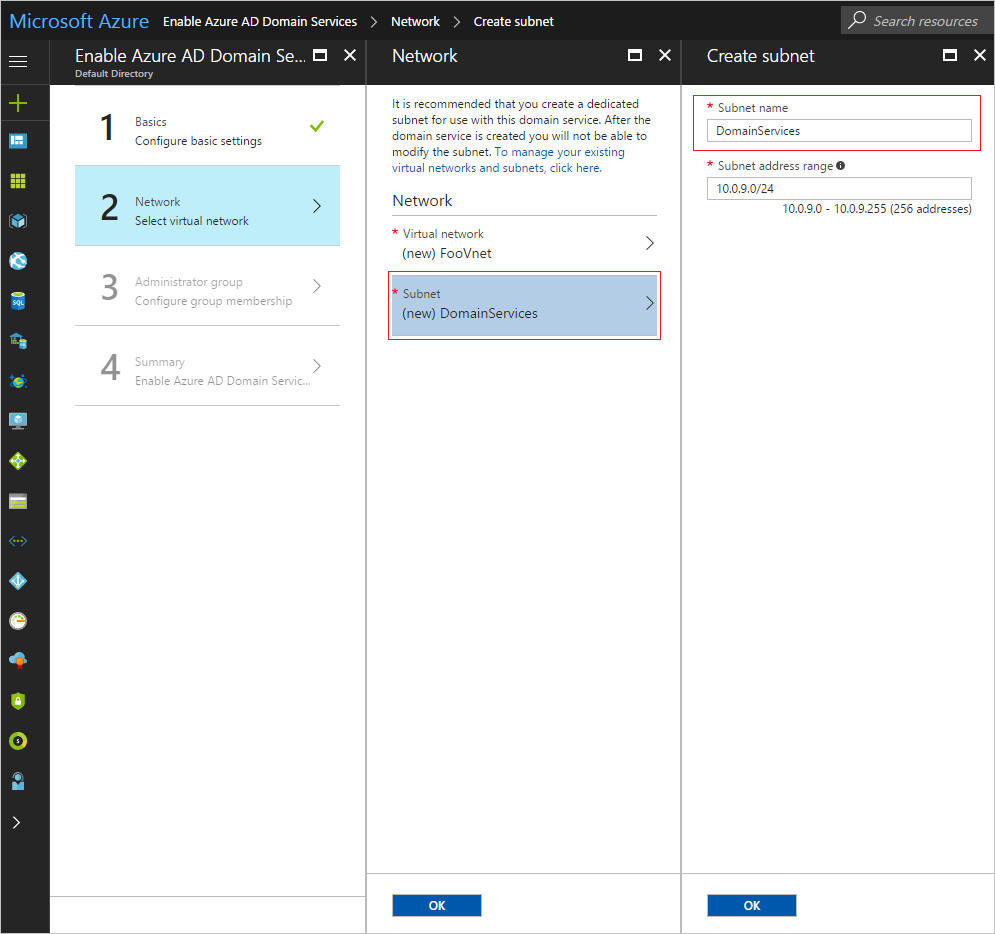 Microsoft Azure Enable Azure AD Domain Services > Network > Create subnet Search resources
Enable Azure AD Domain Se...
Default Directory
1 Basics
Configure basic settings
2 Network
Select virtual network
3 Administrator group
Configure group membership
4 Summary
Enable Azure AD Domain Servic...
Network
It is recommended that you create a dedicated
subnet for use with this domain service. After the
domain service is created you will not be able to
modify the subnet. To manage your existing
virtual networks and subnets, click here.
Network
* Virtual network
(new) FooVnet
* Subnet
(new) DomainServices
OK
Create subnet
* Subnet name
DomainServices
* Subnet address range
10.0.9.0/24
10.0.9.0 - 10.0.9.255 (256 addresses)
OK
SQL